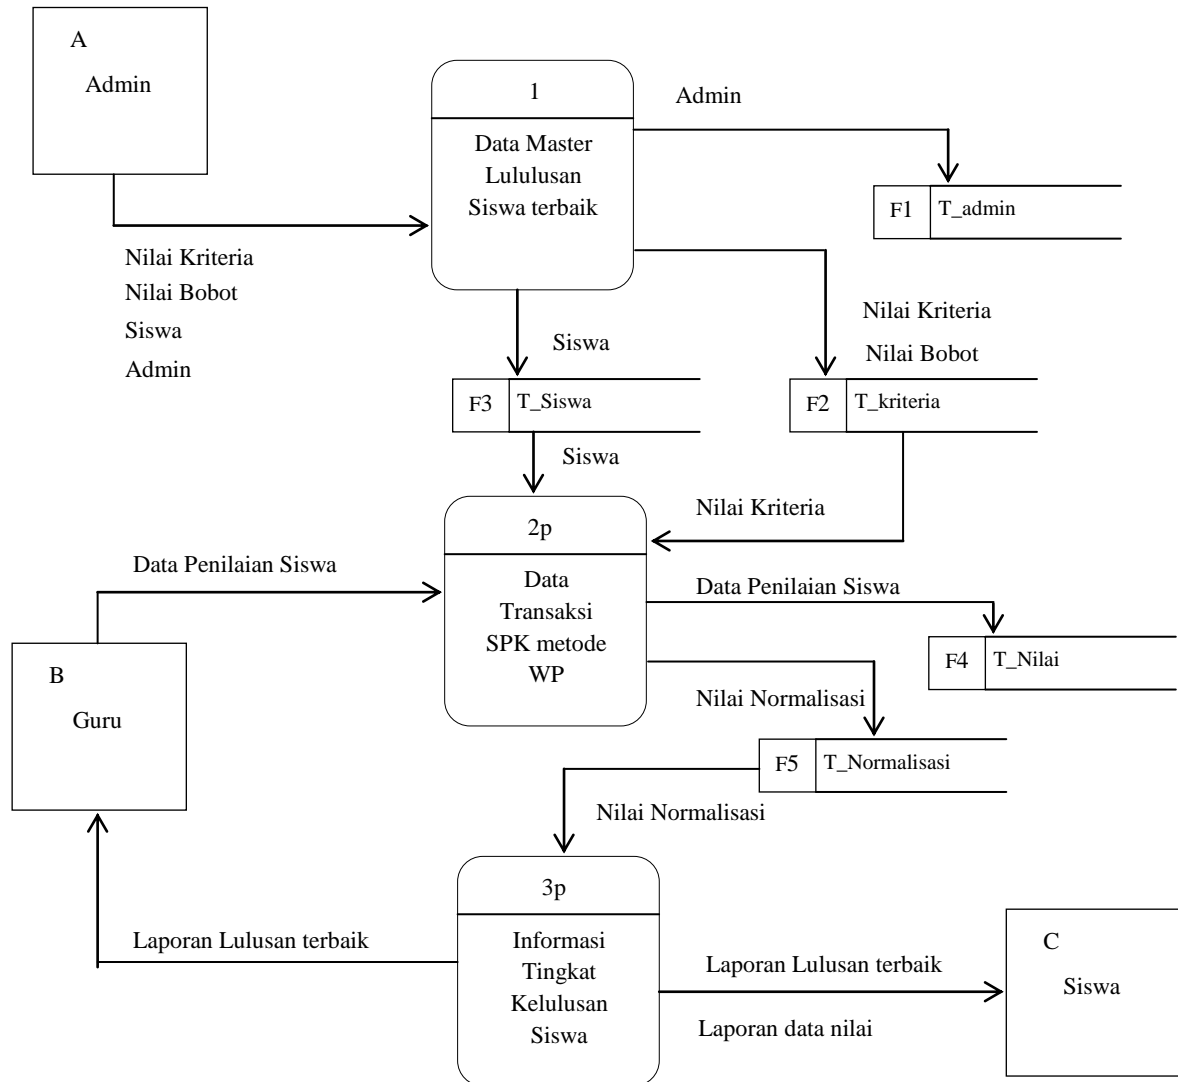 A
Admin
1
Data Master
Lululusan
Siswa terbaik
Admin
F1
T_admin
Nilai Kriteria
Nilai Bobot
Siswa
Admin
Siswa
Nilai Kriteria
Nilai Bobot
F3
T_Siswa
F2
T_kriteria
Siswa
Nilai Kriteria
2p
Data
Transaksi
SPK metode
WP
Data Penilaian Siswa
Data Penilaian Siswa
B
Guru
F4
T_Nilai
Nilai Normalisasi
F5
T_Normalisasi
Nilai Normalisasi
3p
Informasi
Tingkat
Kelulusan
Siswa
Laporan Lulusan terbaik
Laporan Lulusan terbaik
Laporan data nilai
C
Siswa